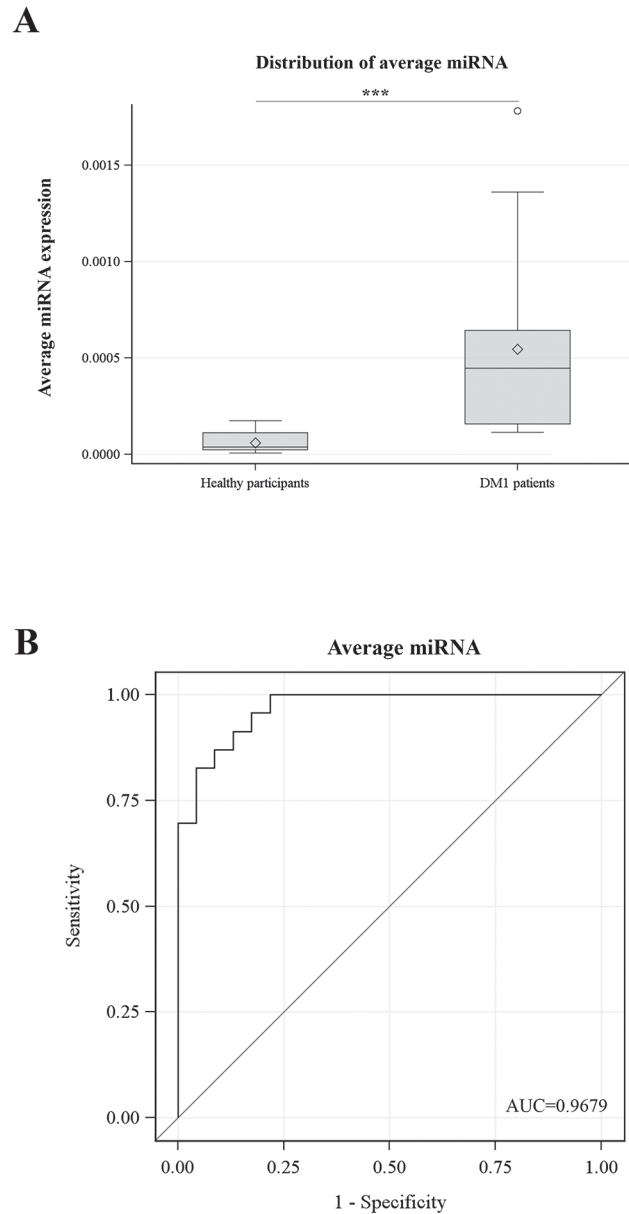 A
Distribution of average miRNA
***
0.0015
0.0010
0.0005
0.0000
Average miRNA expression
Healthy participants
DM1 patients
B
Average miRNA
1.00
0.75
0.50
0.25
0.00
Sensitivity
AUC=0.9679
0.00 0.25 0.50 0.75 1.00
1 - Specificity